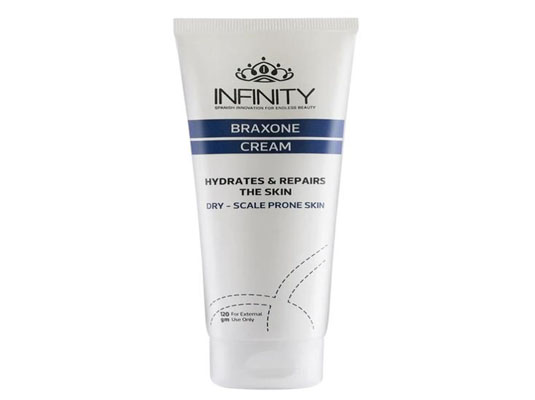 INFINITY
SPANISH INNOVATION FOR ENDLESS BEAUTY
BRAXONE
CREAM
HYDRATES & REPAIRS
THE SKIN
DRY - SCALE PRONE SKIN
120 For External
gm Use Only